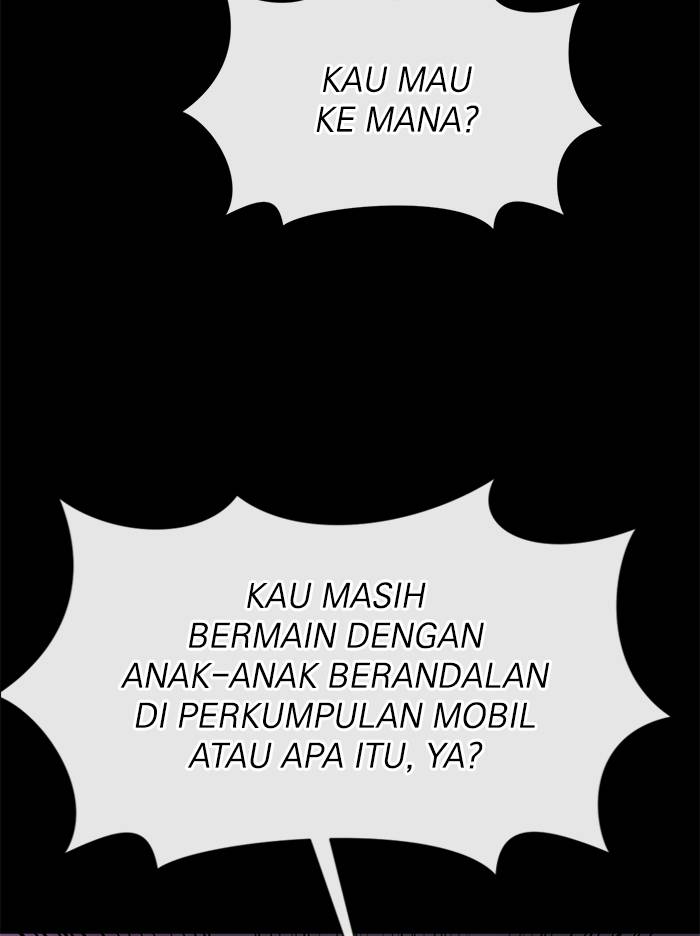 KAU MAU
KE MANA?
KAU MASIH
BERMAIN DENGAN
ANAK-ANAK BERANDALAN
DI PERKUMPULAN MOBIL
ATAU APA ITU, YA?